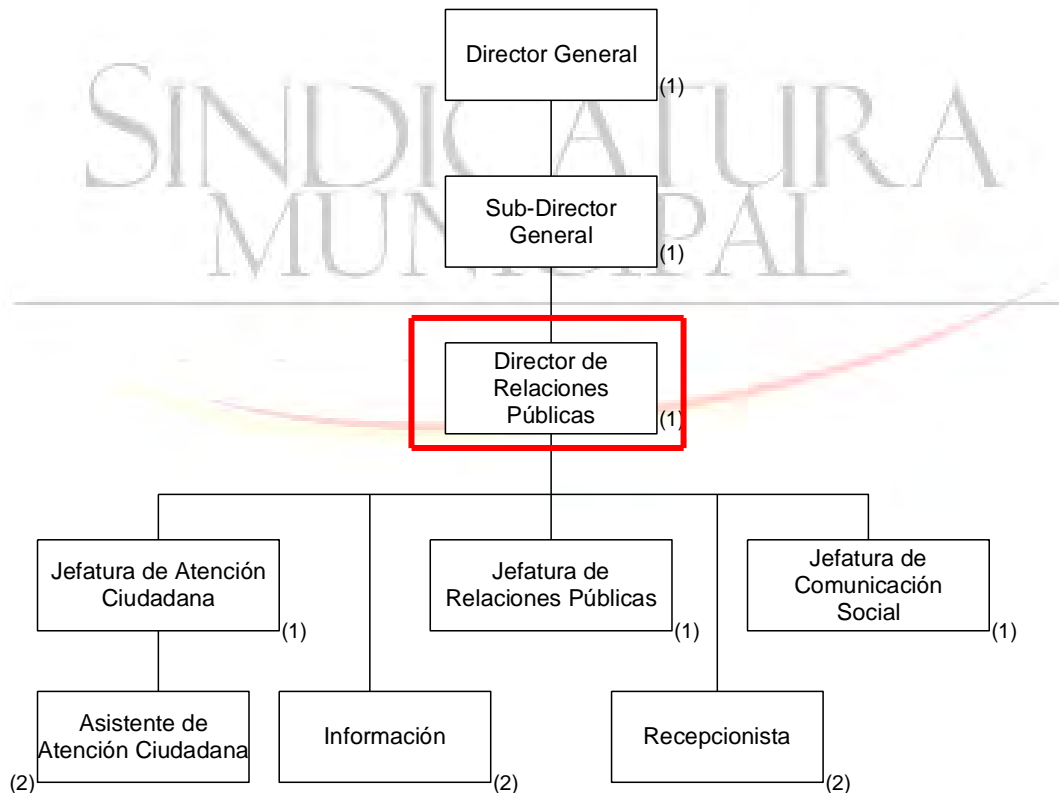 Director General
(1)
SINDICATURA
MUNICIPAL
Sub-Director
General
(1)
Director de
Relaciones
Públicas
(1)
Jefatura de Atención
Ciudadana
(1)
Jefatura de
Relaciones Públicas
(1)
Jefatura de
Comunicación
Social
(1)
Asistente de
Atención Ciudadana
(2)
Información
(2)
Recepcionista
(2)